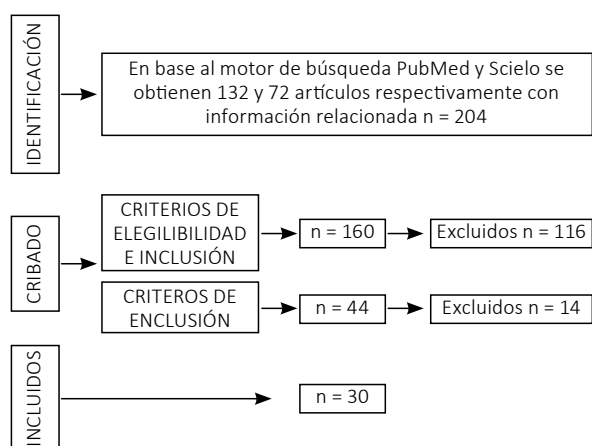 IDENTIFICACIÓN
En base al motor de búsqueda PubMed y Scielo se
obtienen 132 y 72 artículos respectivamente con
información relacionada n = 204
CRIBADO
CRITERIOS DE
ELEGILIBILIDAD
E INCLUSIÓN
n = 160
Excluidos n = 116
CRITEROS DE
ENCLUSIÓN
n = 44
Excluidos n = 14
INCLUIDOS
n = 30